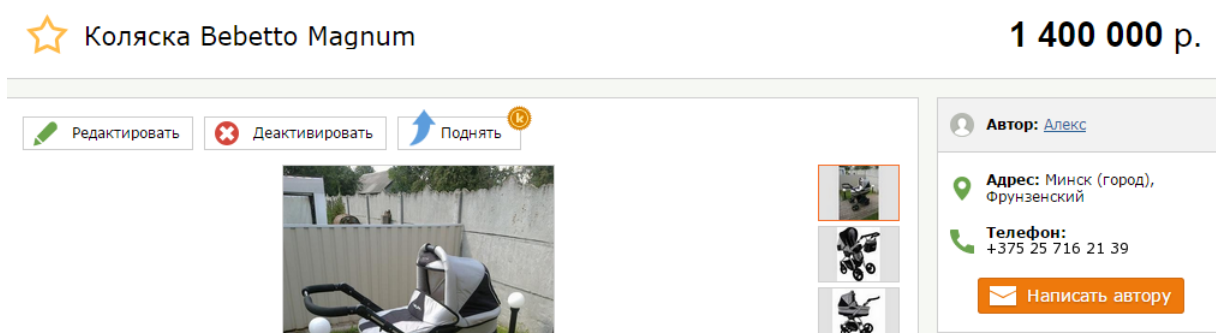 Коляска Bebetto Magnum
1 400 000 р.
Редактировать
Деактивировать
Поднять
k
Автор: Алекс
Адрес: Минск (город),
Фрунзенский
Телефон:
+375 25 716 21 39
Написать автору